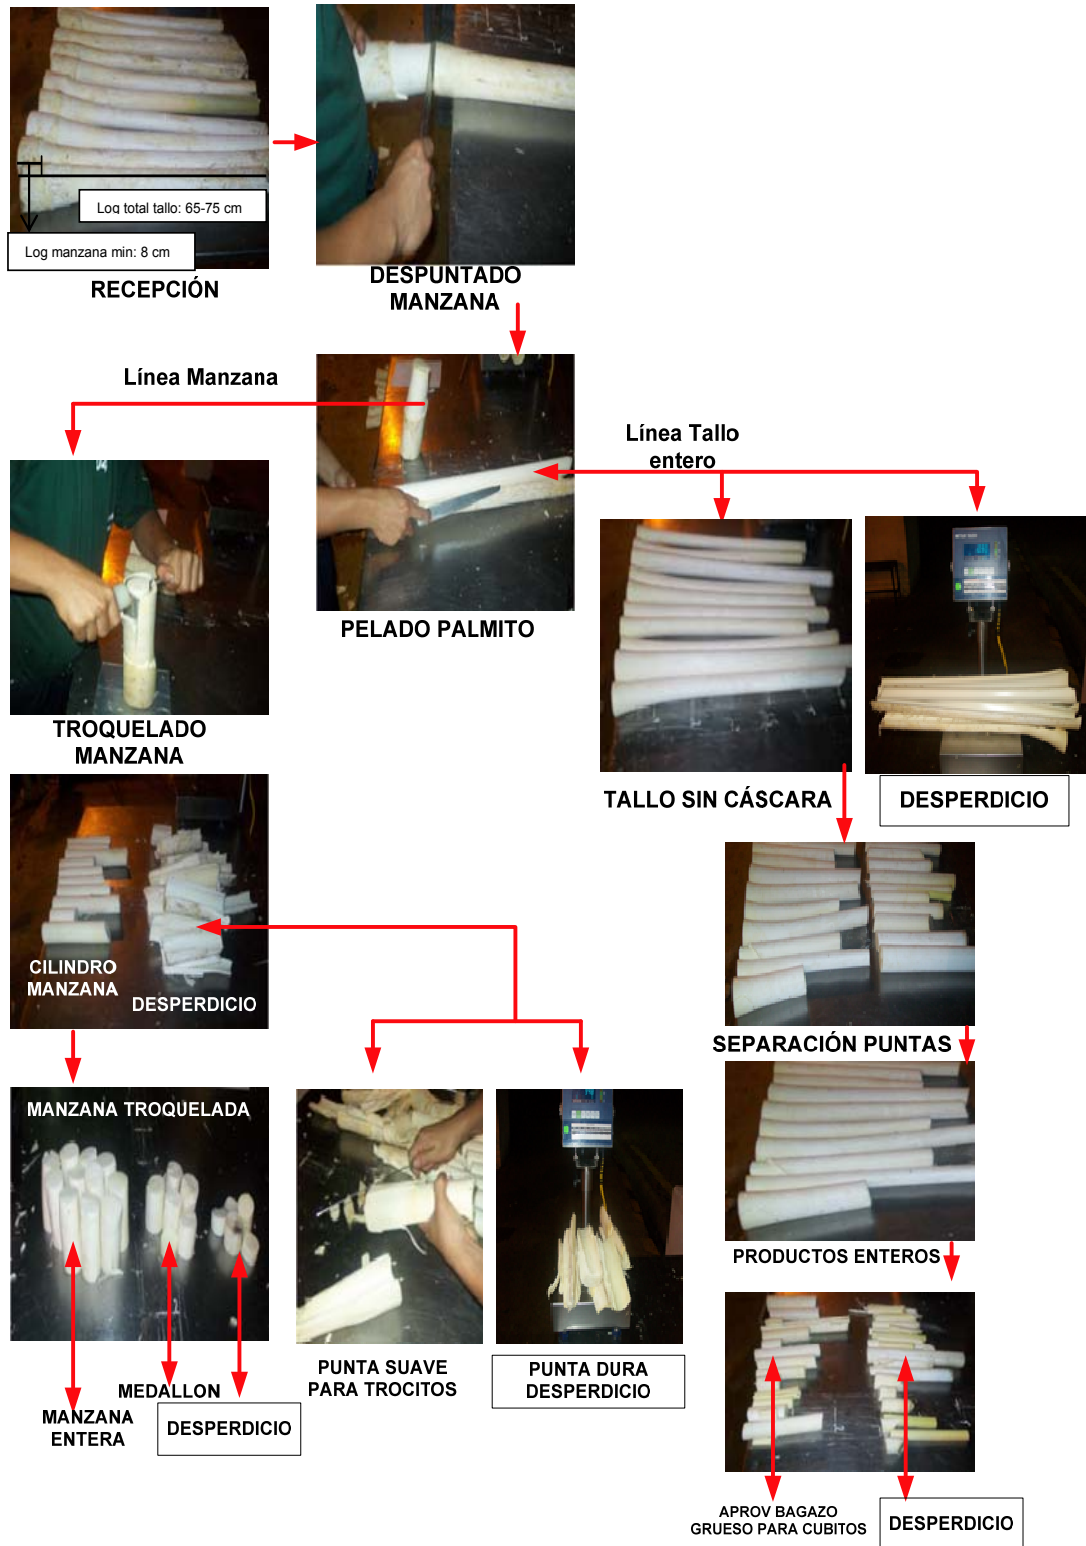 Log total tallo: 65-75 cm
Log manzana min: 8 cm
RECEPCIÓN
DESPUNTADO
MANZANA
Línea Manzana
Línea Tallo
entero
PELADO PALMITO
TROQUELADO
MANZANA
TALLO SIN CÁSCARA
DESPERDICIO
CILINDRO
MANZANA
DESPERDICIO
SEPARACIÓN PUNTAS
MANZANA TROQUELADA
PRODUCTOS ENTEROS
PUNTA SUAVE
PARA TROCITOS
PUNTA DURA
DESPERDICIO
MEDALLON
MANZANA
ENTERA
DESPERDICIO
APROV BAGAZO
GRUESO PARA CUBITOS
DESPERDICIO